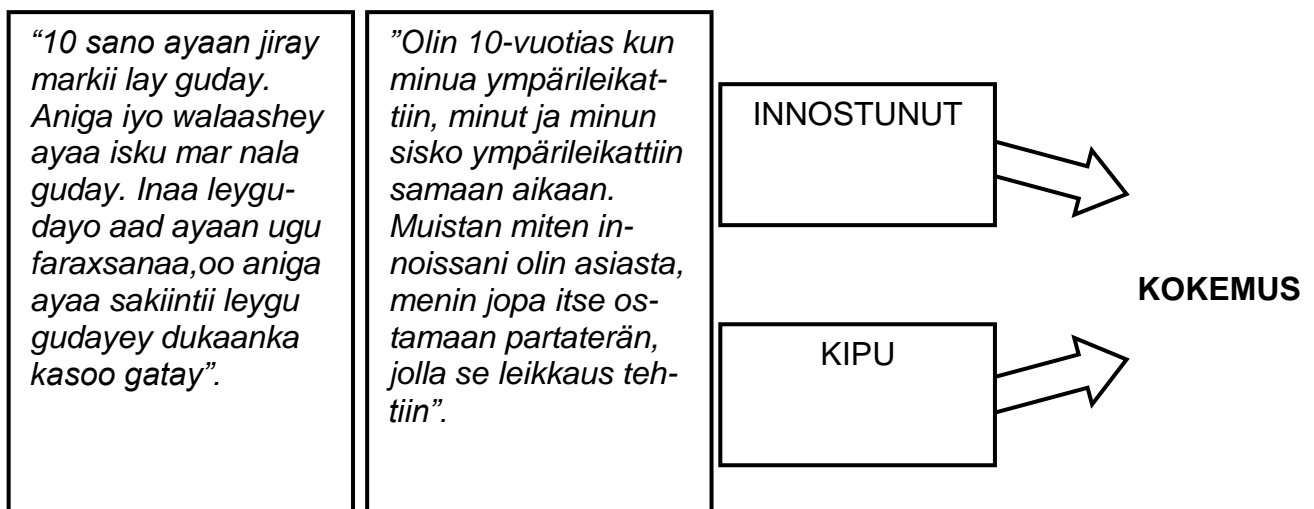 “10 sano ayaan jiray
markii lay guday.
Aniga iyo walaashey
ayaa isku mar nala
guday. Inaa leygu-
dayo aad ayaan ugu
faraxsanaa,oo aniga
ayaa sakiintii leygu
gudayey dukaanka
kasoo gatay”.
”Olin 10-vuotias kun
minua ympärileikat-
tiin, minut ja minun
sisko ympärileikattiin
samaan aikaan.
Muistan miten in-
noissani olin asiasta,
menin jopa itse os-
tamaan partaterän,
jolla se leikkaus teh-
tiin”.
INNOSTUNUT
KIPU
KOKEMUS